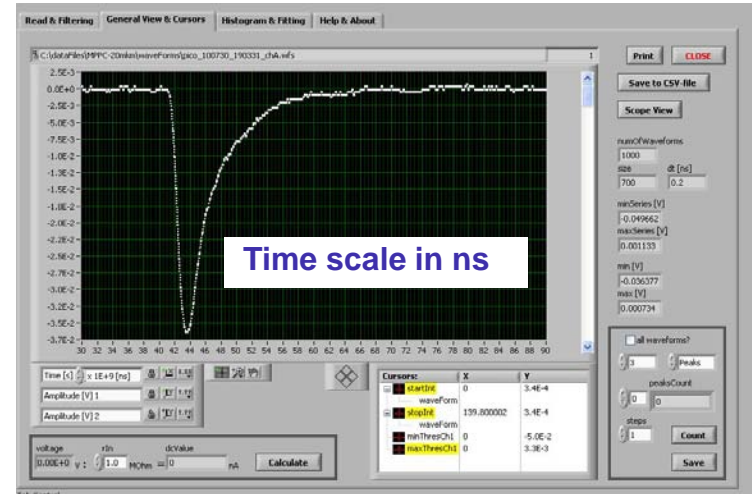 Read & Filtering General View & Cursors Histogram & Fitting Help & About
C:\dataFiles\MPPC-20mkm\waveForms\pico_100730_190331_chA.wfs 1
Print CLOSE
Save to CSV-file
Scope View
numOfWaveforms
1000
size dt [ns]
700 0.2
minSeries [V]
-0.049662
maxSeries [V]
0.001133
min [V]
-0.036377
max [V]
0.000734
2.5E-3
0.0E+0
-2.5E-3
-5.0E-3
-7.5E-3
-1.0E-2
-1.3E-2
-1.5E-2
-1.8E-2
-2.0E-2
-2.2E-2
-2.5E-2
-2.7E-2
-3.0E-2
-3.2E-2
-3.5E-2
-3.7E-2
Time scale in ns
30 32 34 36 38 40 42 44 46 48 50 52 54 56 58 60 62 64 66 68 70 72 74 76 78 80 82 84 86 88 90
Time [s] x 1E+9 [ns]
Amplitude [V] 1
Amplitude [V] 2
Cursors: X Y
startInt 0 3.4E-4
waveForm
stopInt 139.800002 3.4E-4
waveForm
minThresCh1 0 -5.0E-2
maxThresCh1 0 3.3E-3
all waveforms?
3 Peaks
peaksCount
0 0
steps
1 Count
Save
voltage rIn dcValue
0.00E+0 V : 1.0 MOhm = 0 nA Calculate